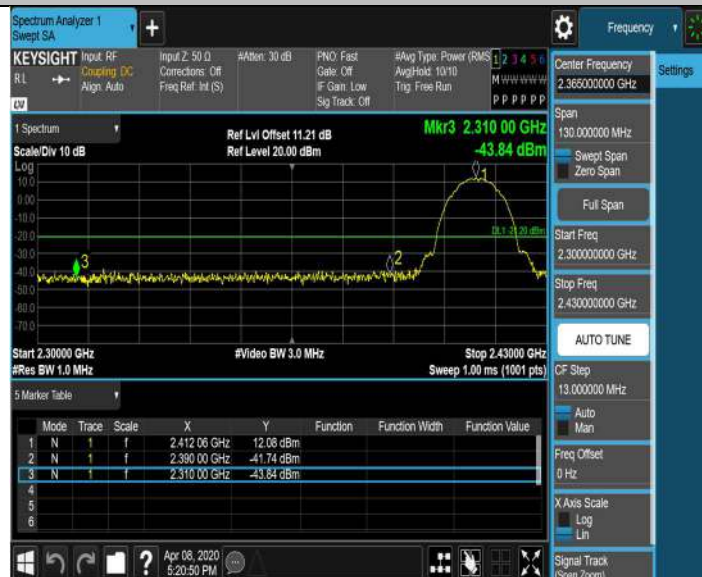 Spectrum Analyzer 1
Swept SA
Frequency
KEYSIGHT
RL
Input: RF
Coupling: DC
Align: Auto
Input Z: 50 Ω
Corrections: Off
Freq Ref: Int (S)
#Atten: 30 dB
PNO: Fast
Gate: Off
IF Gain: Low
Sig Track: Off
#Avg Type: Power (RMS
Avg|Hold: 10/10
Trig: Free Run
1 2 3 4 5 6
M W W W W W
P P P P P P
Center Frequency
2.365000000 GHz
Settings
Span
130.000000 MHz
Swept Span
Zero Span
Full Span
Start Freq
2.300000000 GHz
Stop Freq
2.430000000 GHz
AUTO TUNE
CF Step
13.000000 MHz
Auto
Man
Freq Offset
0 Hz
X Axis Scale
Log
Lin
Signal Track
(Span Zoom)
1 Spectrum
Scale/Div 10 dB
Ref Lvl Offset 11.21 dB
Ref Level 20.00 dBm
Mkr3 2.310 00 GHz
-43.84 dBm
Log
10.0
0.00
-10.0
-20.0
-30.0
-40.0
-50.0
-60.0
-70.0
1
2
3
Start 2.30000 GHz
#Res BW 1.0 MHz
#Video BW 3.0 MHz
Stop 2.43000 GHz
Sweep 1.00 ms (1001 pts)
5 Marker Table
Mode Trace Scale X Y Function Function Width Function Value
1 N 1 f 2.412 06 GHz 12.08 dBm
2 N 1 f 2.390 00 GHz -41.74 dBm
3 N 1 f 2.310 00 GHz -43.84 dBm
4
5
6
?
Apr 08, 2020
5:20:50 PM